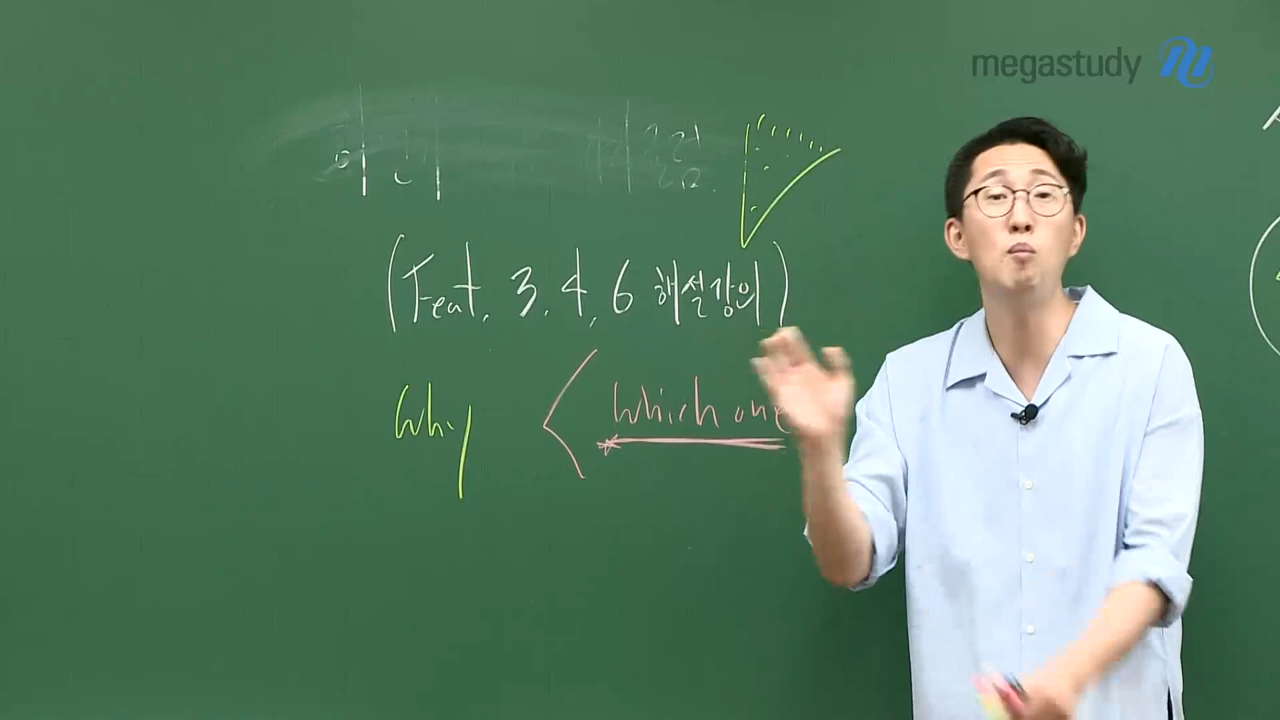 megastudy
(Feat. 3, 4, 6 해설강의)
Why < Which one